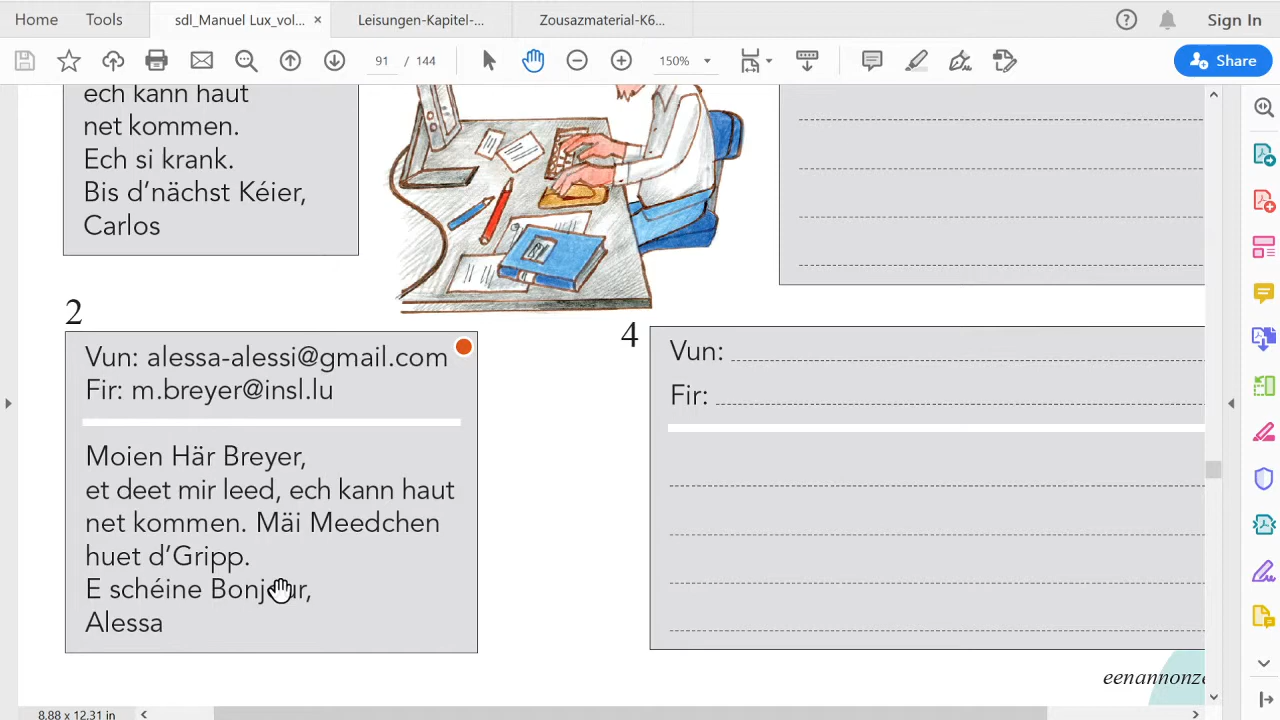 Home
Tools
sdl_Manuel Lux_vol...
×
Leisungen-Kapitel-...
Zousazmaterial-K6...
Sign In
91 / 144
150%
Share
ech kann haut
net kommen.
Ech si krank.
Bis d’nächst Kéier,
Carlos
2
Vun: alessa-alessi@gmail.com
Fir: m.breyer@insl.lu
Moien Här Breyer,
et deet mir leed, ech kann haut
net kommen. Mäi Meedchen
huet d’Gripp.
E schéine Bonjour,
Alessa
4
Vun:
Fir:
eenannonz
8.88 x 12.31 in